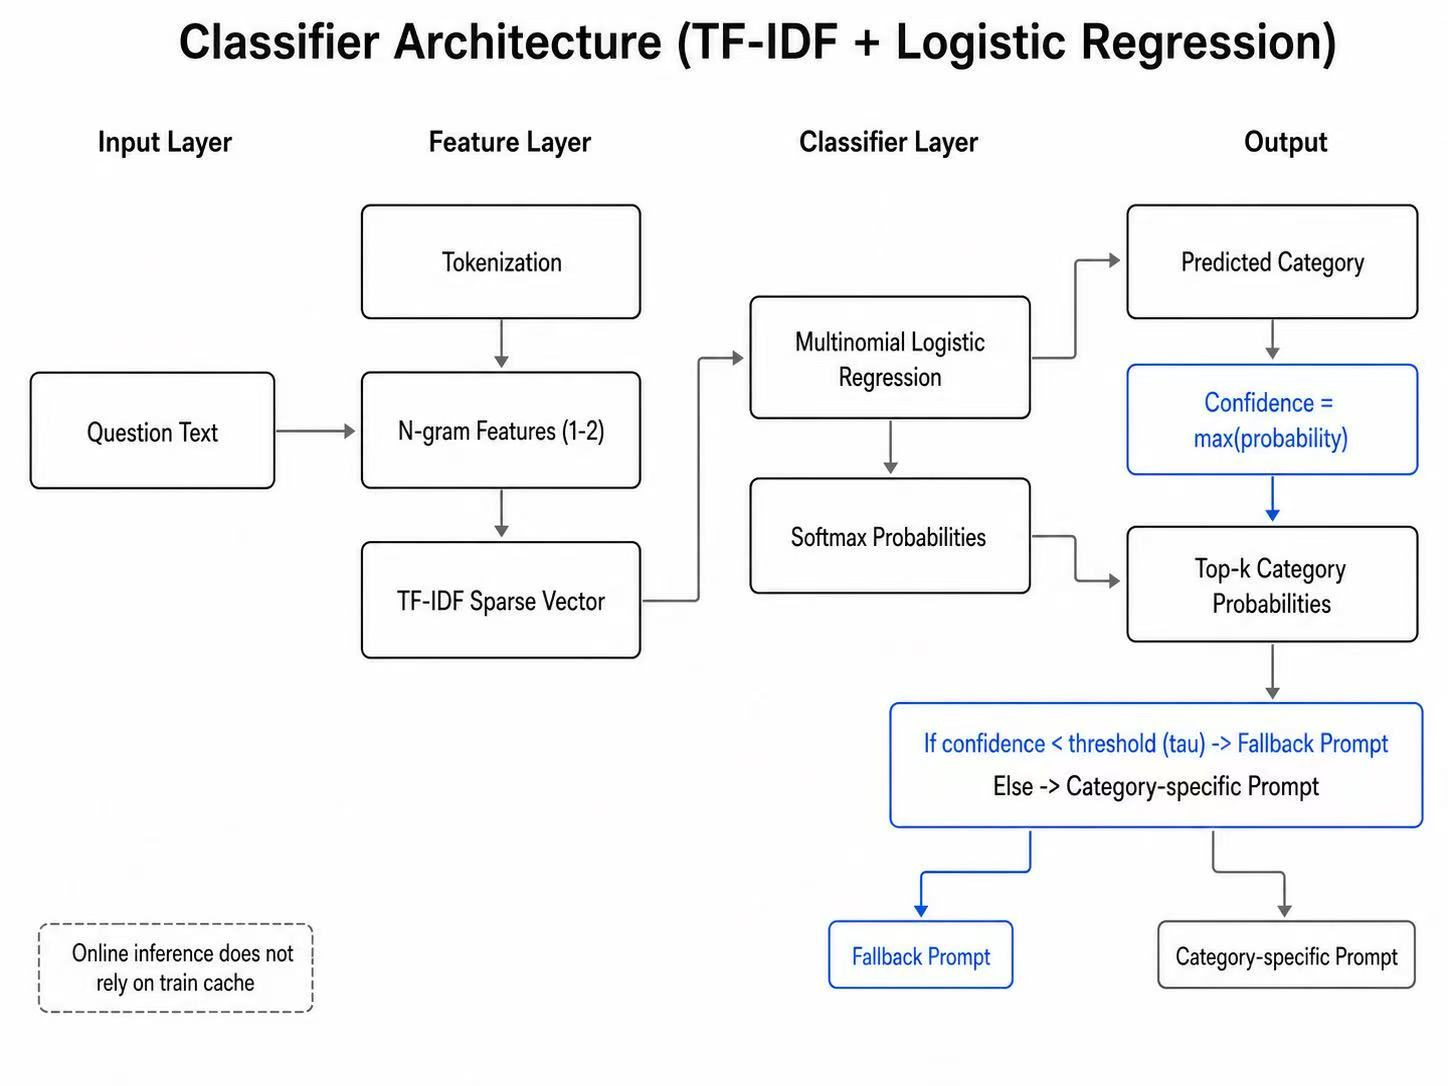 Classifier Architecture (TF-IDF + Logistic Regression)
Input Layer
Feature Layer
Classifier Layer
Output
Question Text
Tokenization
N-gram Features (1-2)
TF-IDF Sparse Vector
Multinomial Logistic
Regression
Softmax Probabilities
Predicted Category
Confidence =
max(probability)
Top-k Category
Probabilities
If confidence < threshold (tau) -> Fallback Prompt
Else -> Category-specific Prompt
Fallback Prompt
Category-specific Prompt
Online inference does not
rely on train cache